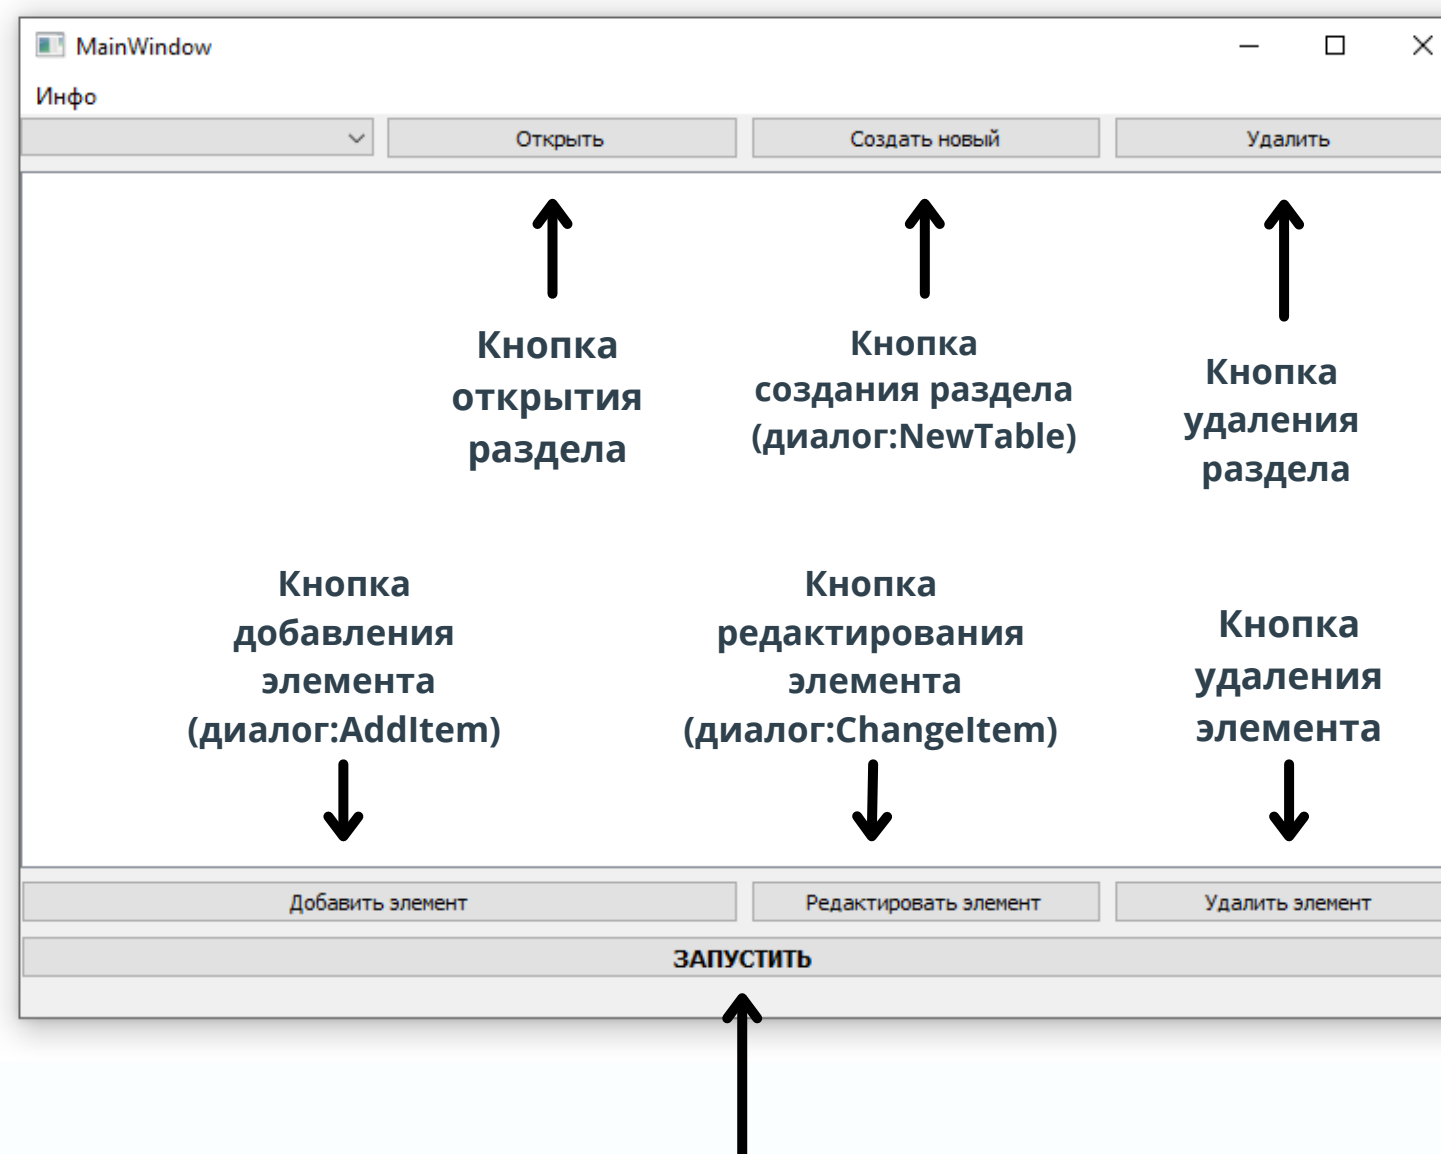 MainWindow
Инфо
Открыть
Создать новый
Удалить
Кнопка
открытия
раздела
Кнопка
создания раздела
(диалог:NewTable)
Кнопка
удаления
раздела
Кнопка
добавления
элемента
(диалог:AddItem)
Кнопка
редактирования
элемента
(диалог:ChangeItem)
Кнопка
удаления
элемента
Добавить элемент
Редактировать элемент
Удалить элемент
ЗАПУСТИТЬ